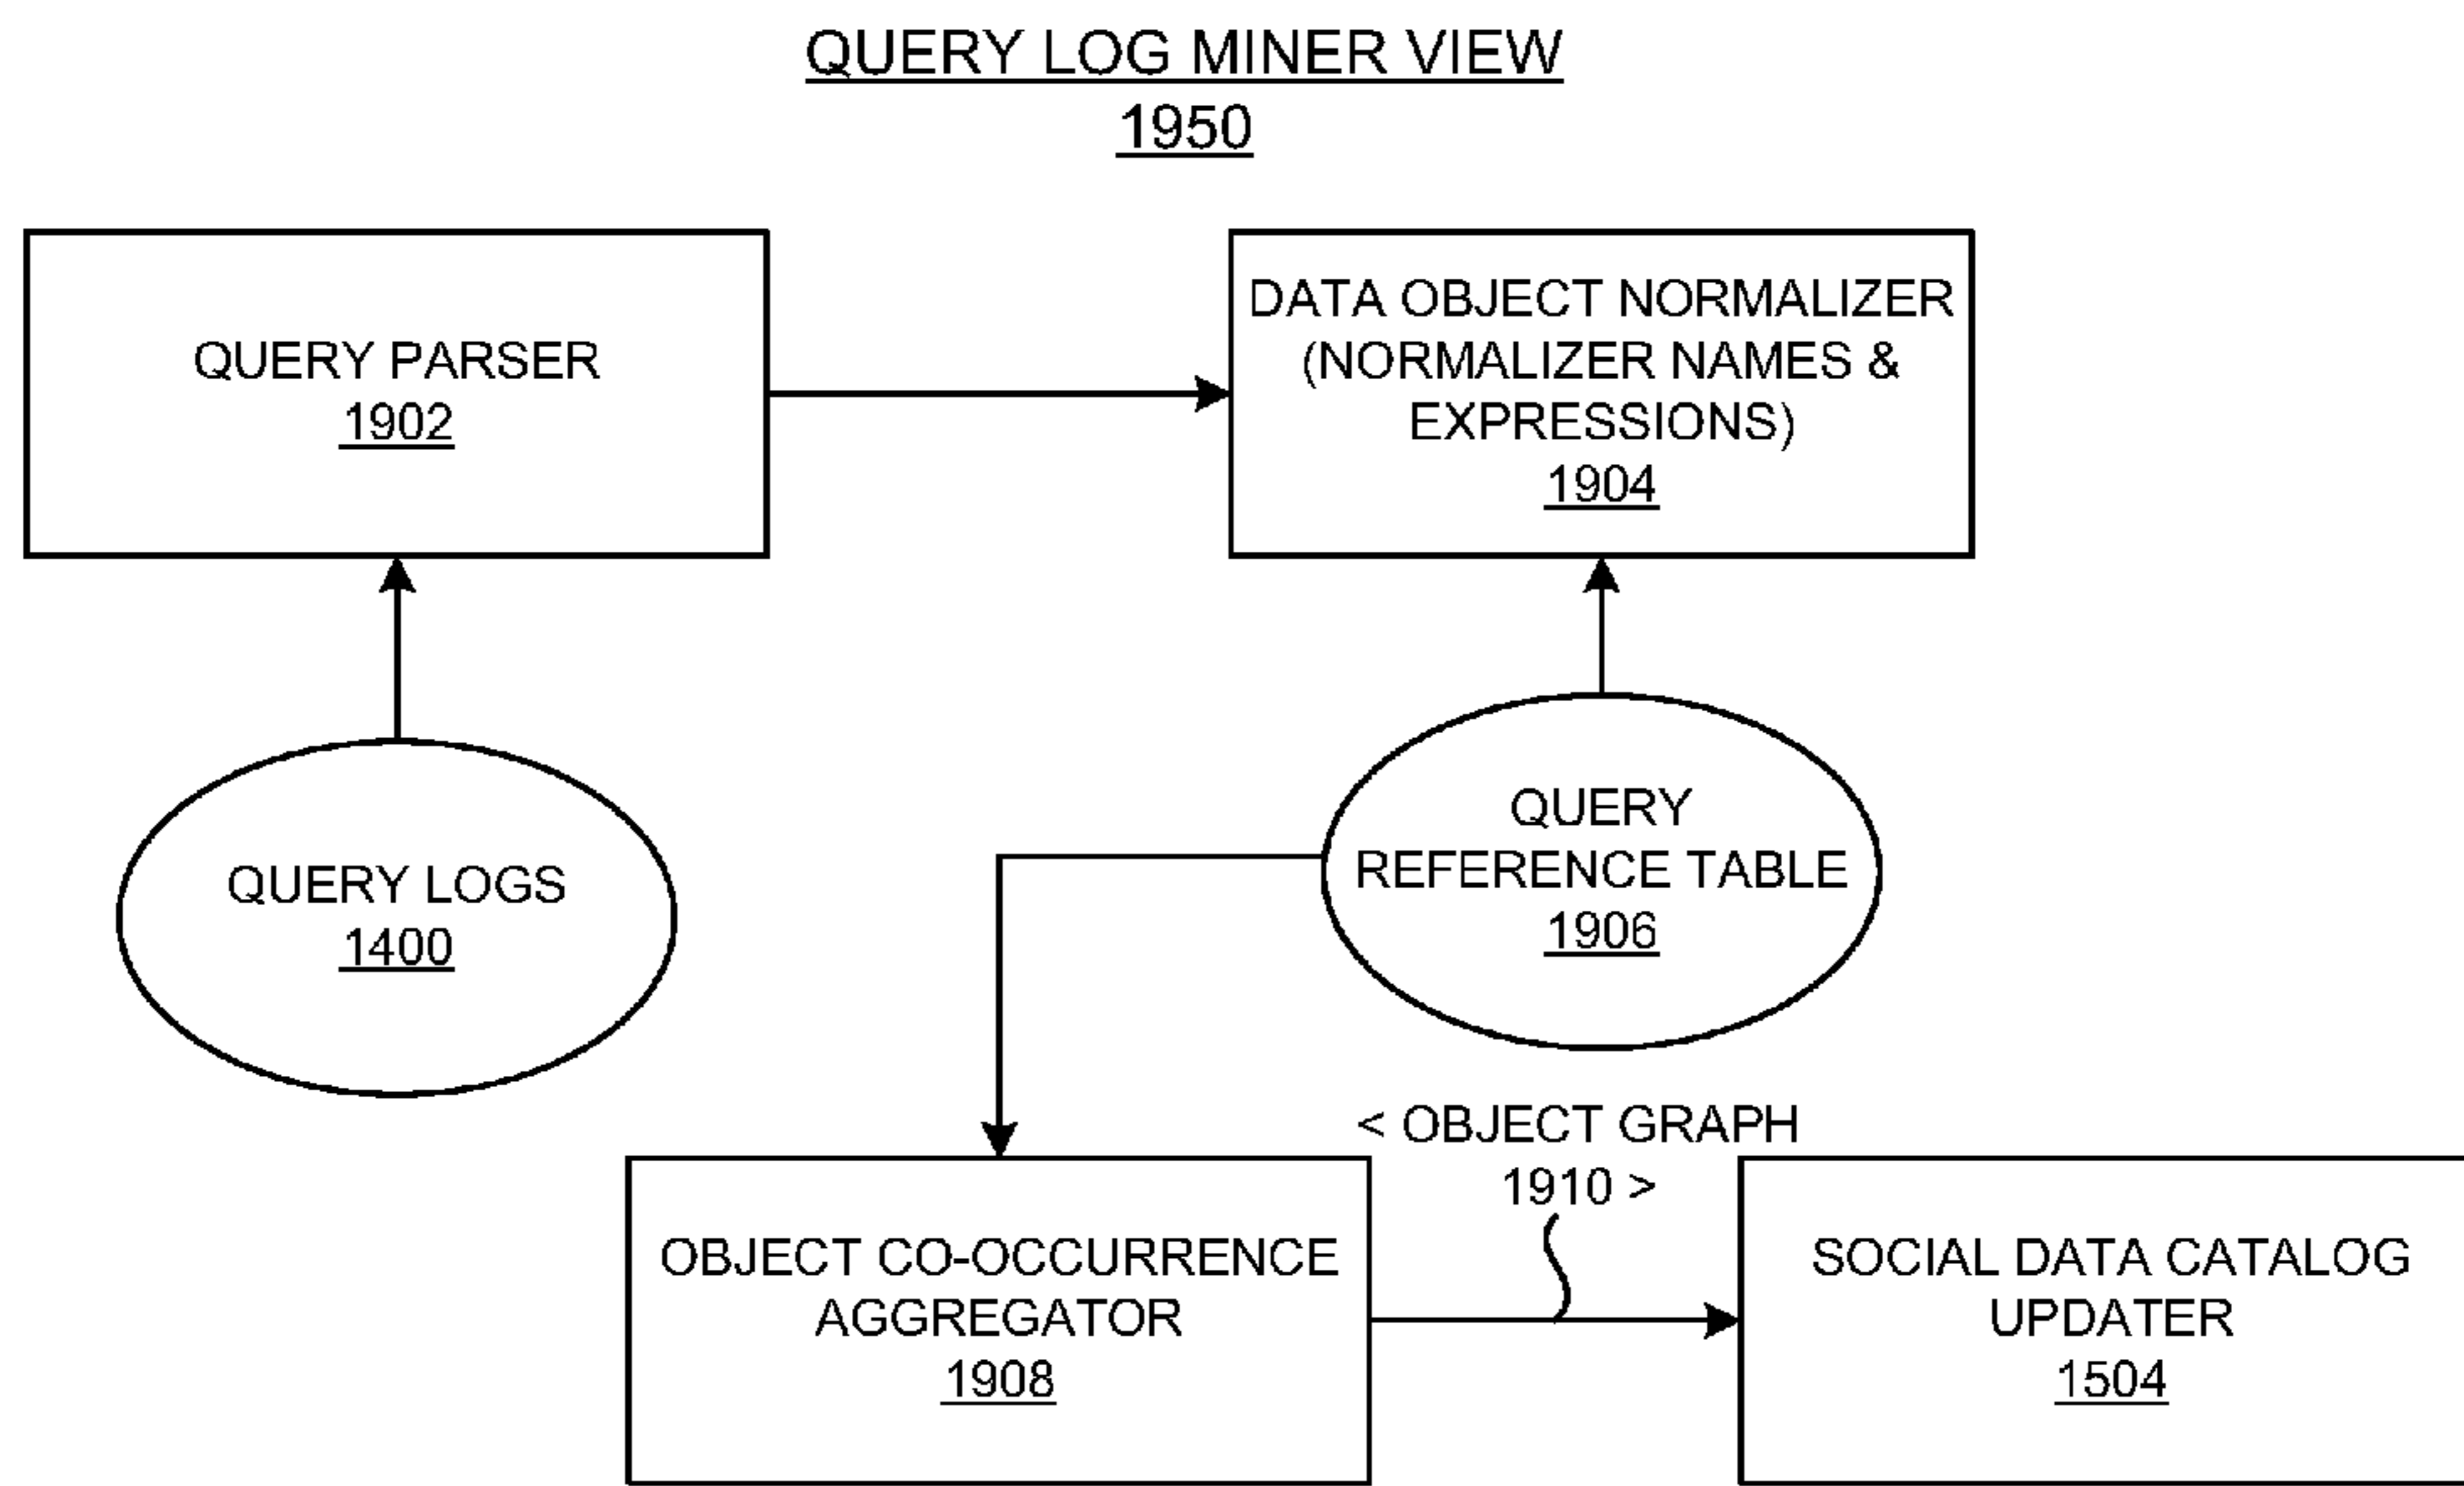 QUERY LOG MINER VIEW
1950
QUERY PARSER
1902
DATA OBJECT NORMALIZER
(NORMALIZER NAMES &
EXPRESSIONS)
1904
QUERY LOGS
1400
QUERY
REFERENCE TABLE
1906
< OBJECT GRAPH
1910 >
OBJECT CO-OCCURRENCE
AGGREGATOR
1908
SOCIAL DATA CATALOG
UPDATER
1504